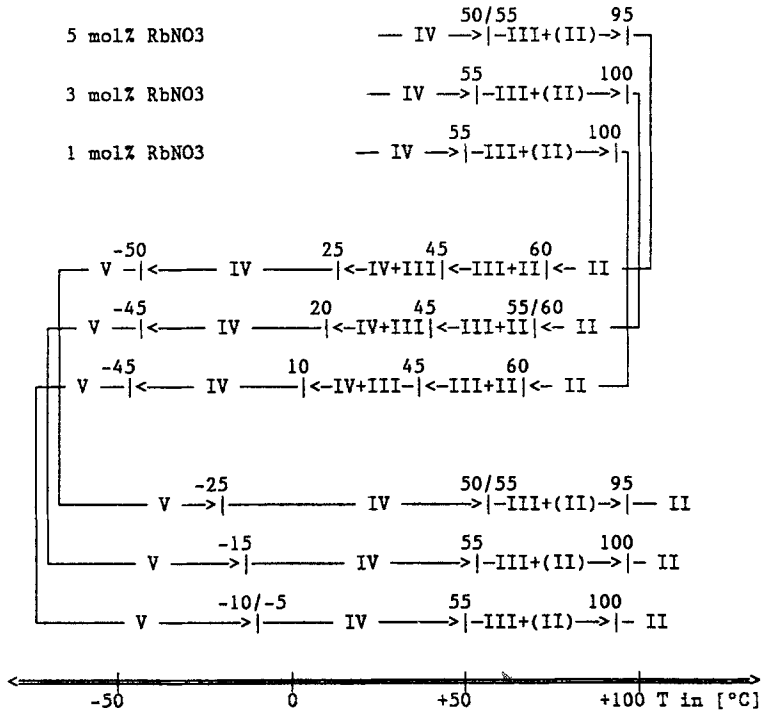 50/55 95
5 mol% RbNO3 — IV —>|-III+(II)->|
55 100
3 mol% RbNO3 — IV —>|-III+(II)—>|
55 100
1 mol% RbNO3 — IV —>|-III+(II)—>|
-50 25 45 60
V -|<— IV —|<-IV+III|<-III+II|<- II
-45 20 45 55/60
V —|<— IV —|<-IV+III|<-III+II|<- II
-45 10 45 60
V —|<— IV —|<-IV+III-|<-III+II|<- II
-25 50/55 95
V —>|— IV —>|-III+(II)->|— II
-15 55 100
V —>|— IV —>|-III+(II)->|- II
-10/-5 55 100
V —>|— IV —>|-III+(II)—>|- II
-50 0 +50 +100 T in [°C]